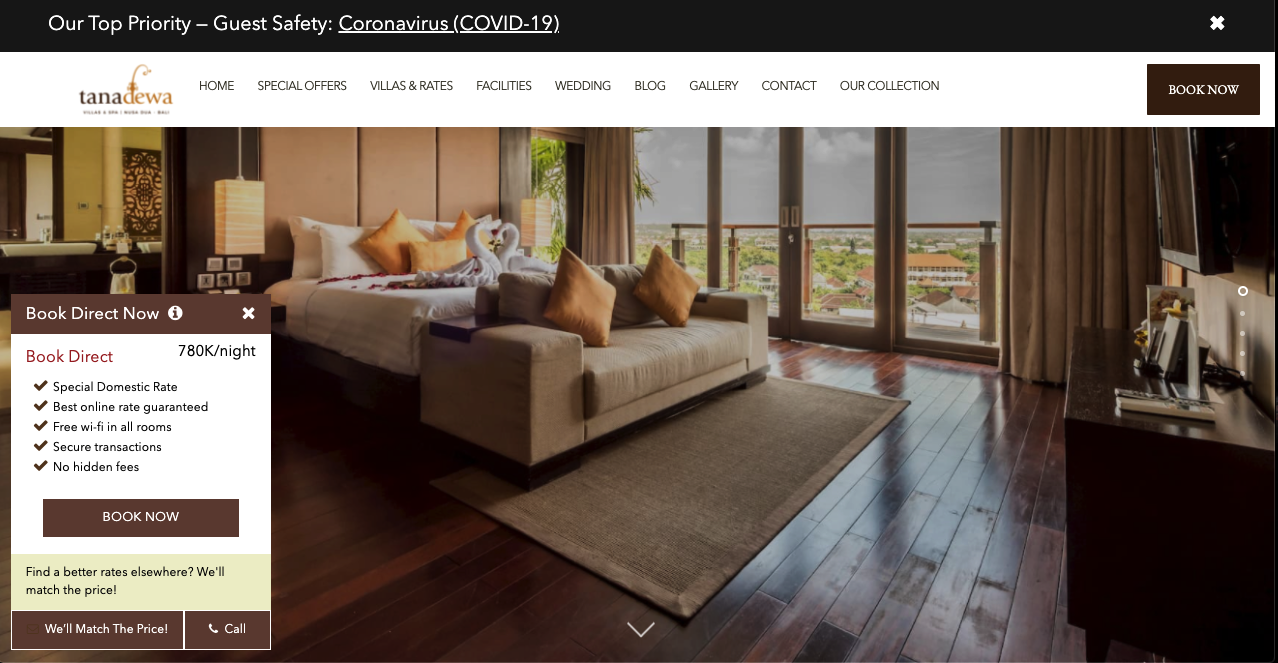 Our Top Priority – Guest Safety: Coronavirus (COVID-19)
tanadewa
VILLAS & SPA | NUSA DUA - BALI
HOME SPECIAL OFFERS VILLAS & RATES FACILITIES WEDDING BLOG GALLERY CONTACT OUR COLLECTION
BOOK NOW
Book Direct Now
Book Direct 780K/night
Special Domestic Rate
Best online rate guaranteed
Free wi-fi in all rooms
Secure transactions
No hidden fees
BOOK NOW
Find a better rates elsewhere? We'll
match the price!
We'll Match The Price! Call